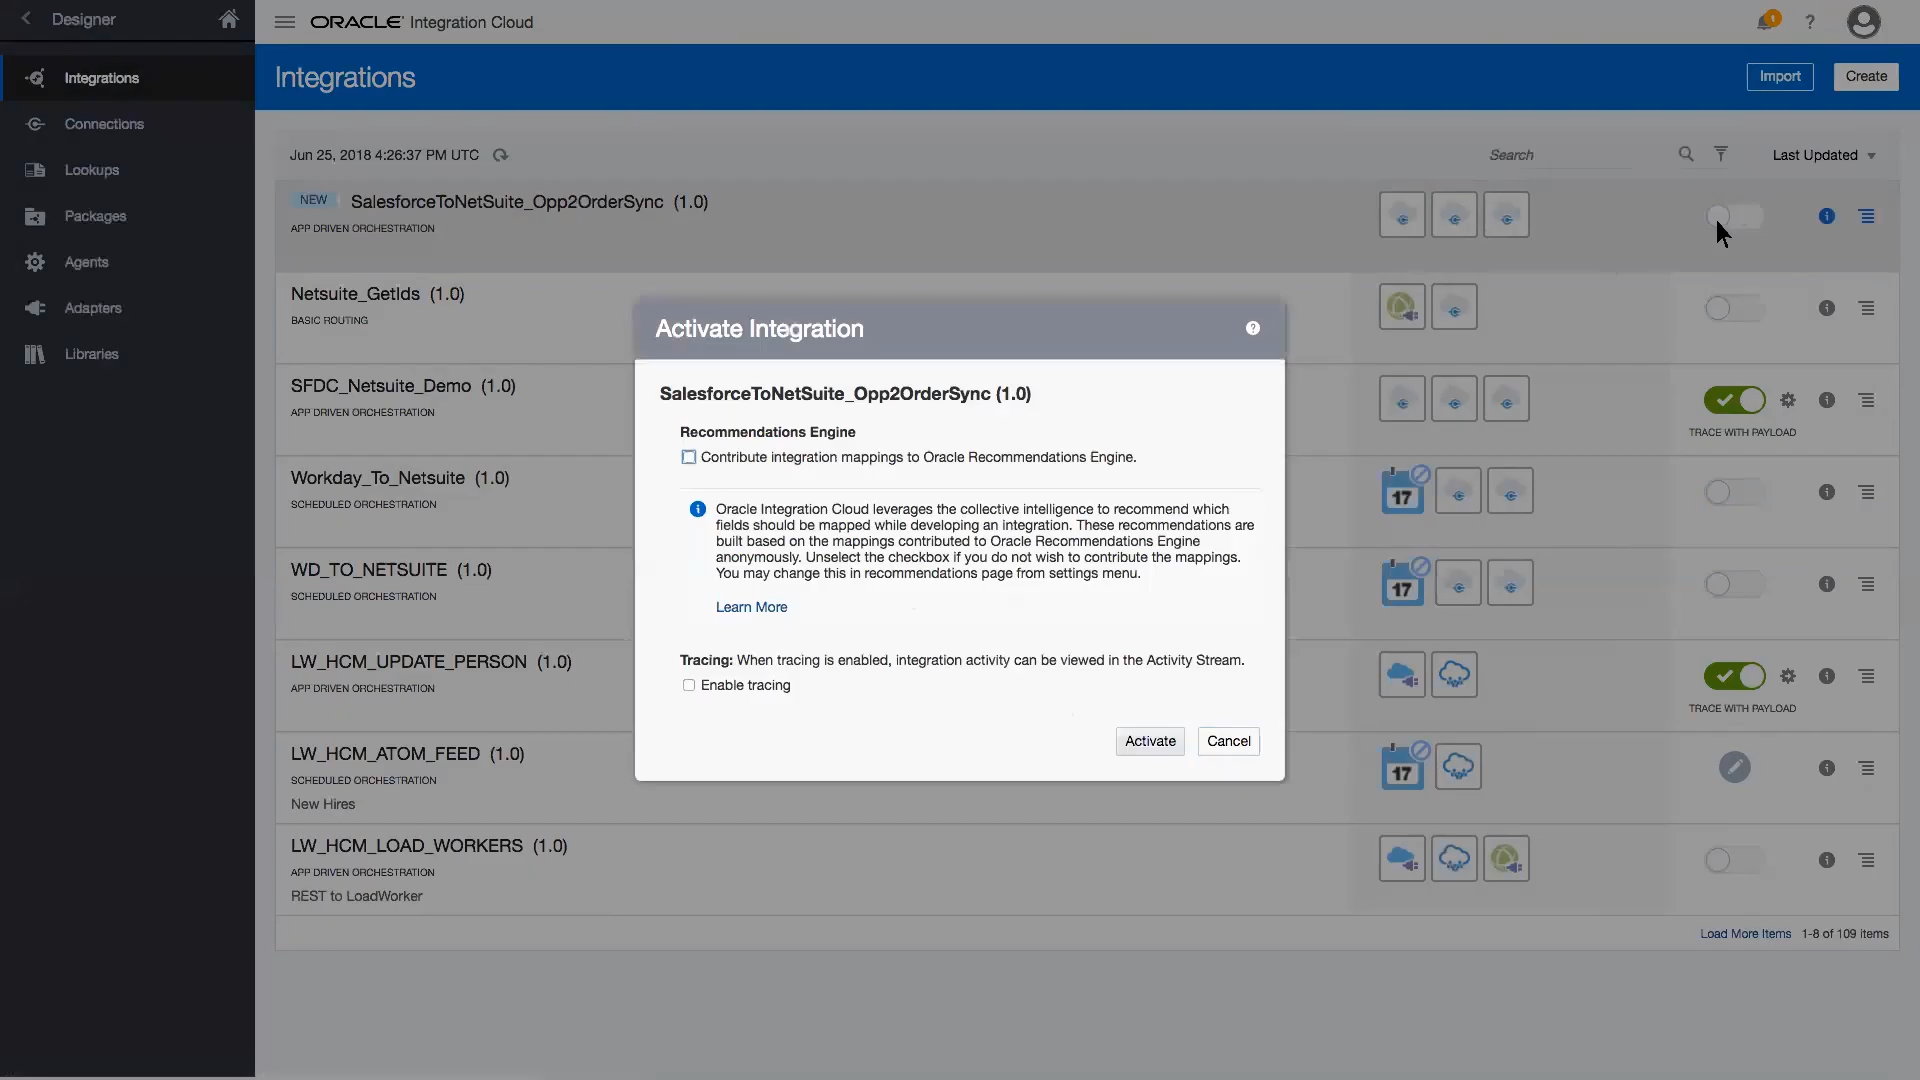 Designer
ORACLE Integration Cloud
1
?
Integrations
Connections
Lookups
Packages
Agents
Adapters
Libraries
Integrations
Import
Create
Jun 25, 2018 4:26:37 PM UTC
Search
Last Updated
NEW SalesforceToNetSuite_Opp2OrderSync (1.0)
APP DRIVEN ORCHESTRATION
Netsuite_GetIds (1.0)
BASIC ROUTING
SFDC_Netsuite_Demo (1.0)
APP DRIVEN ORCHESTRATION
TRACE WITH PAYLOAD
Workday_To_Netsuite (1.0)
SCHEDULED ORCHESTRATION
17
WD_TO_NETSUITE (1.0)
SCHEDULED ORCHESTRATION
17
LW_HCM_UPDATE_PERSON (1.0)
APP DRIVEN ORCHESTRATION
TRACE WITH PAYLOAD
LW_HCM_ATOM_FEED (1.0)
SCHEDULED ORCHESTRATION
New Hires
17
LW_HCM_LOAD_WORKERS (1.0)
APP DRIVEN ORCHESTRATION
REST to LoadWorker
Load More Items 1-8 of 109 items
Activate Integration
?
SalesforceToNetSuite_Opp2OrderSync (1.0)
Recommendations Engine
Contribute integration mappings to Oracle Recommendations Engine.
Oracle Integration Cloud leverages the collective intelligence to recommend which
fields should be mapped while developing an integration. These recommendations are
built based on the mappings contributed to Oracle Recommendations Engine
anonymously. Unselect the checkbox if you do not wish to contribute the mappings.
You may change this in recommendations page from settings menu.
Learn More
Tracing: When tracing is enabled, integration activity can be viewed in the Activity Stream.
Enable tracing
Activate
Cancel